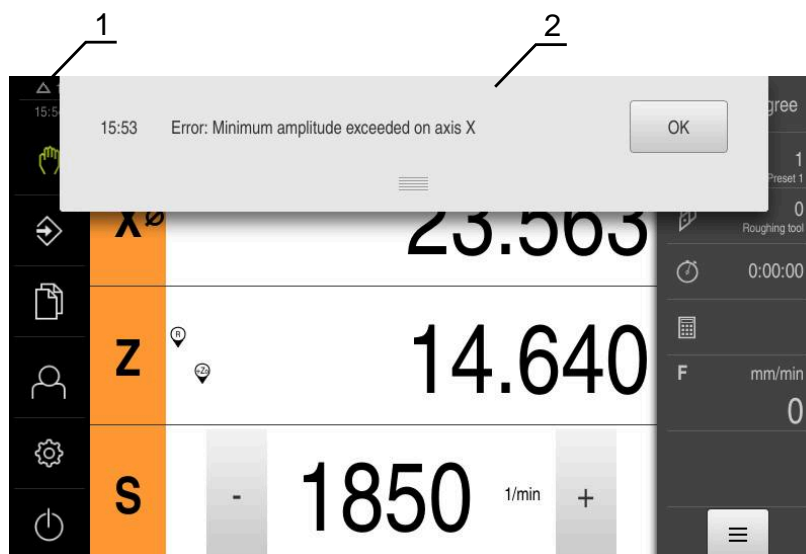 1
2
15:53 Error: Minimum amplitude exceeded on axis X OK
gree
1
Preset 1
X Ø 23.563
0
Roughing tool
0:00:00
Z R 14.640
F mm/min
0
S - 1850 1/min +